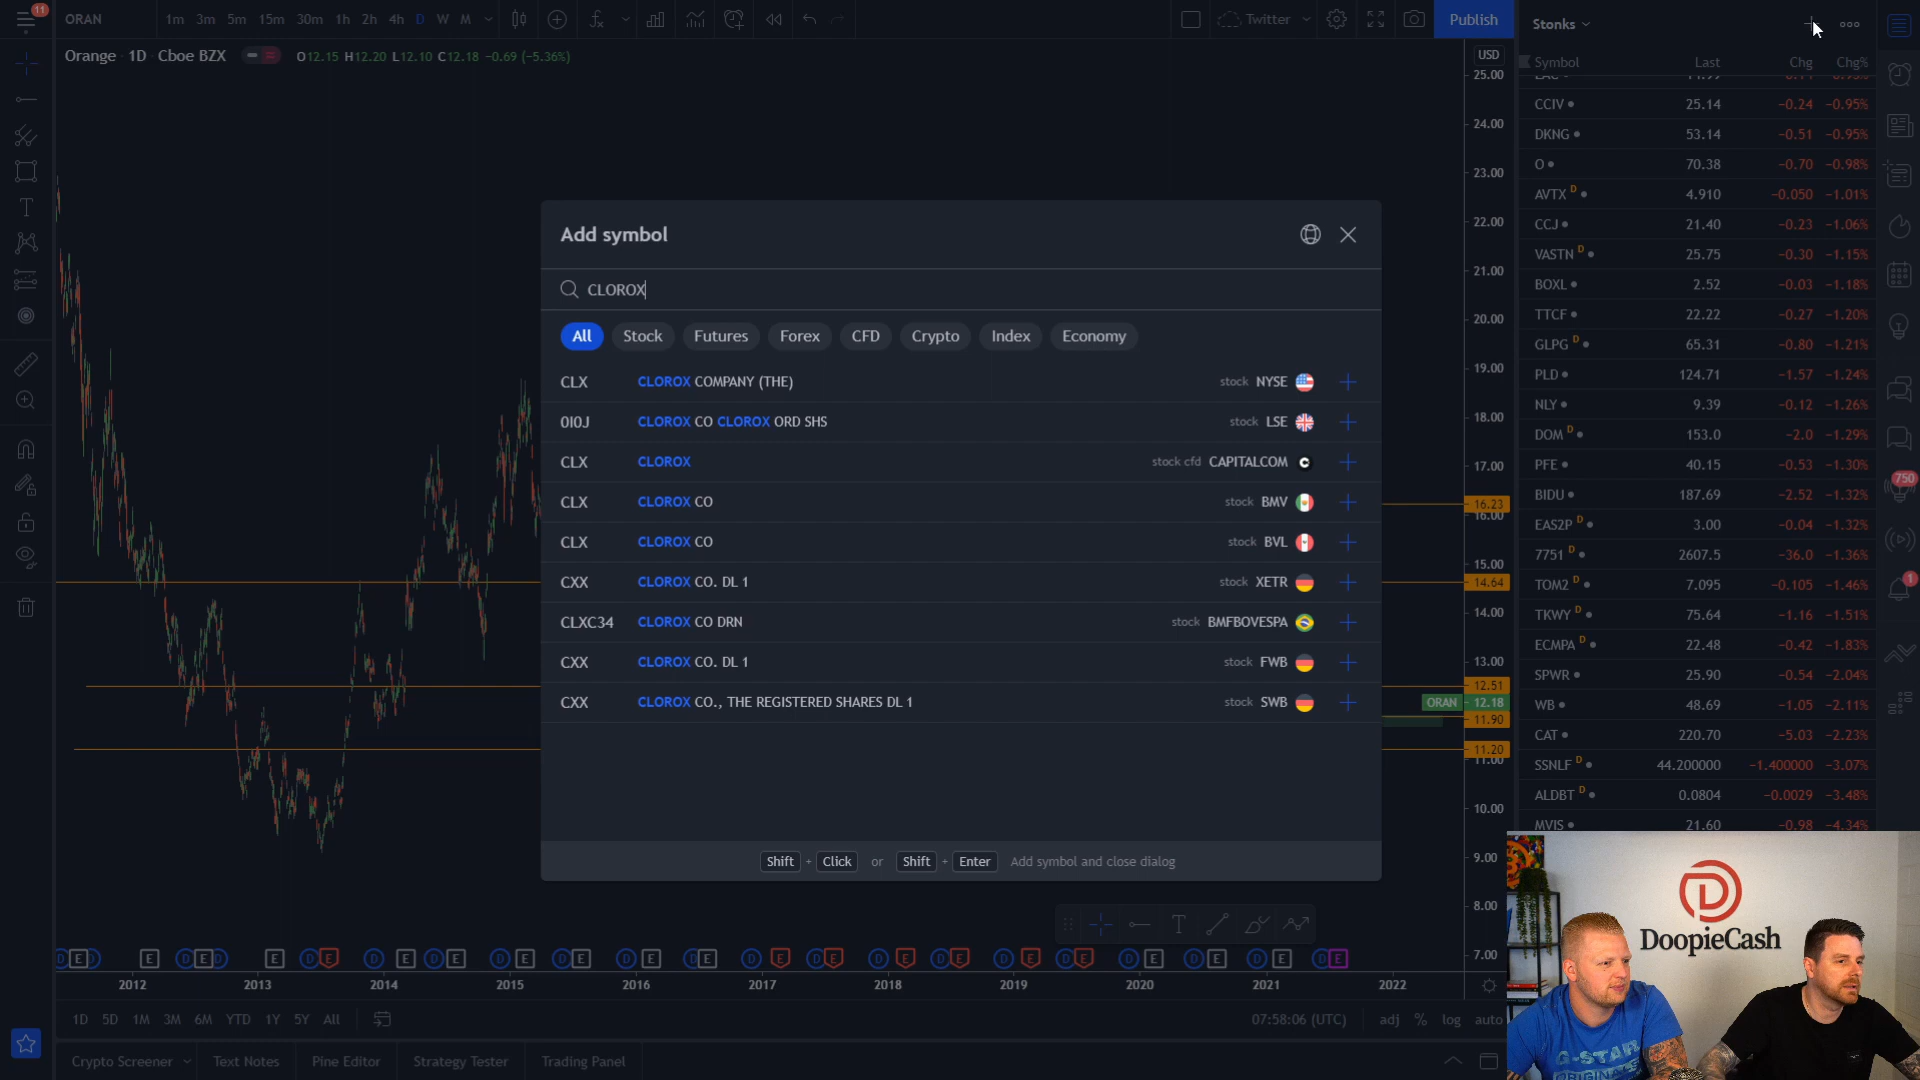 11
ORAN
1m 3m 5m 15m 30m 1h 2h 4h D W M
Twitter
Publish
Stonks
Orange 1D Cboe BZX O12.15 H12.20 L12.10 C12.18 −0.69 (−5.36%)
USD
Symbol Last Chg Chg%
CCIV 25.14 −0.24 −0.95%
DKNG 53.14 −0.51 −0.95%
O 70.38 −0.70 −0.98%
AVTX D 4.910 −0.050 −1.01%
CCJ 21.40 −0.23 −1.06%
VASTN D 25.75 −0.30 −1.15%
BOXL 2.52 −0.03 −1.18%
TTCF 22.22 −0.27 −1.20%
GLPG D 65.31 −0.80 −1.21%
PLD 124.71 −1.57 −1.24%
NLY 9.39 −0.12 −1.26%
DOM D 153.0 −2.0 −1.29%
PFE 40.15 −0.53 −1.30%
BIDU 187.69 −2.52 −1.32%
EAS2P D 3.00 −0.04 −1.32%
7751 D 2607.5 −36.0 −1.36%
TOM2 D 7.095 −0.105 −1.46%
TKWY D 75.64 −1.16 −1.51%
ECMPA D 22.48 −0.42 −1.83%
SPWR 25.90 −0.54 −2.04%
WB 48.69 −1.05 −2.11%
CAT 220.70 −5.03 −2.23%
SSNLF D 44.200000 −1.400000 −3.07%
ALDBT D 0.0804 −0.0029 −3.48%
MVIS 21.60 −0.98 −4.34%
750
1
25.00
24.00
23.00
22.00
21.00
20.00
19.00
18.00
17.00
16.23
16.00
15.00
14.64
14.00
13.00
12.51
ORAN 12.18
11.90
11.20
11.00
10.00
9.00
8.00
7.00
Add symbol
CLOROX
All Stock Futures Forex CFD Crypto Index Economy
CLX CLOROX COMPANY (THE) stock NYSE
0I0J CLOROX CO CLOROX ORD SHS stock LSE
CLX CLOROX stock cfd CAPITALCOM
CLX CLOROX CO stock BMV
CLX CLOROX CO stock BVL
CXX CLOROX CO. DL 1 stock XETR
CLXC34 CLOROX CO DRN stock BMFBOVESPA
CXX CLOROX CO. DL 1 stock FWB
CXX CLOROX CO., THE REGISTERED SHARES DL 1 stock SWB
Shift + Click or Shift + Enter Add symbol and close dialog
2012 2013 2014 2015 2016 2017 2018 2019 2020 2021 2022
1D 5D 1M 3M 6M YTD 1Y 5Y All
07:58:06 (UTC) adj % log auto
Crypto Screener Text Notes Pine Editor Strategy Tester Trading Panel
DoopieCash
G-STAR
ORIGINALS